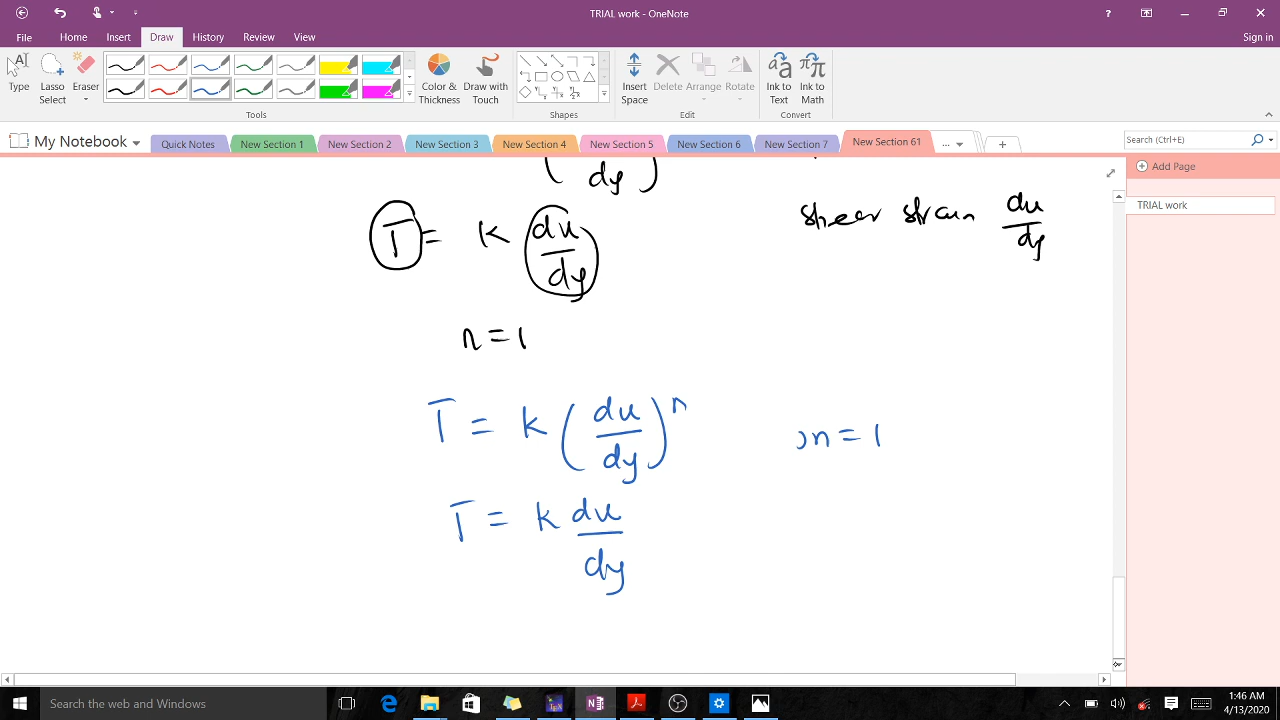 TRIAL work - OneNote
File Home Insert Draw History Review View
Sign in
Type
Lasso Select
Eraser
Color & Thickness
Draw with Touch
Insert Space
Delete
Arrange
Rotate
Ink to Text
Ink to Math
Tools
Shapes
Edit
Convert
My Notebook
Quick Notes
New Section 1
New Section 2
New Section 3
New Section 4
New Section 5
New Section 6
New Section 7
New Section 61
...
Search (Ctrl+E)
Add Page
TRIAL work
( dy )
T = k du/dy
shear strain du/dy
n = 1
T = k (du/dy)^n , n = 1
T = k du/dy
Search the web and Windows
1:46 AM
4/13/2020